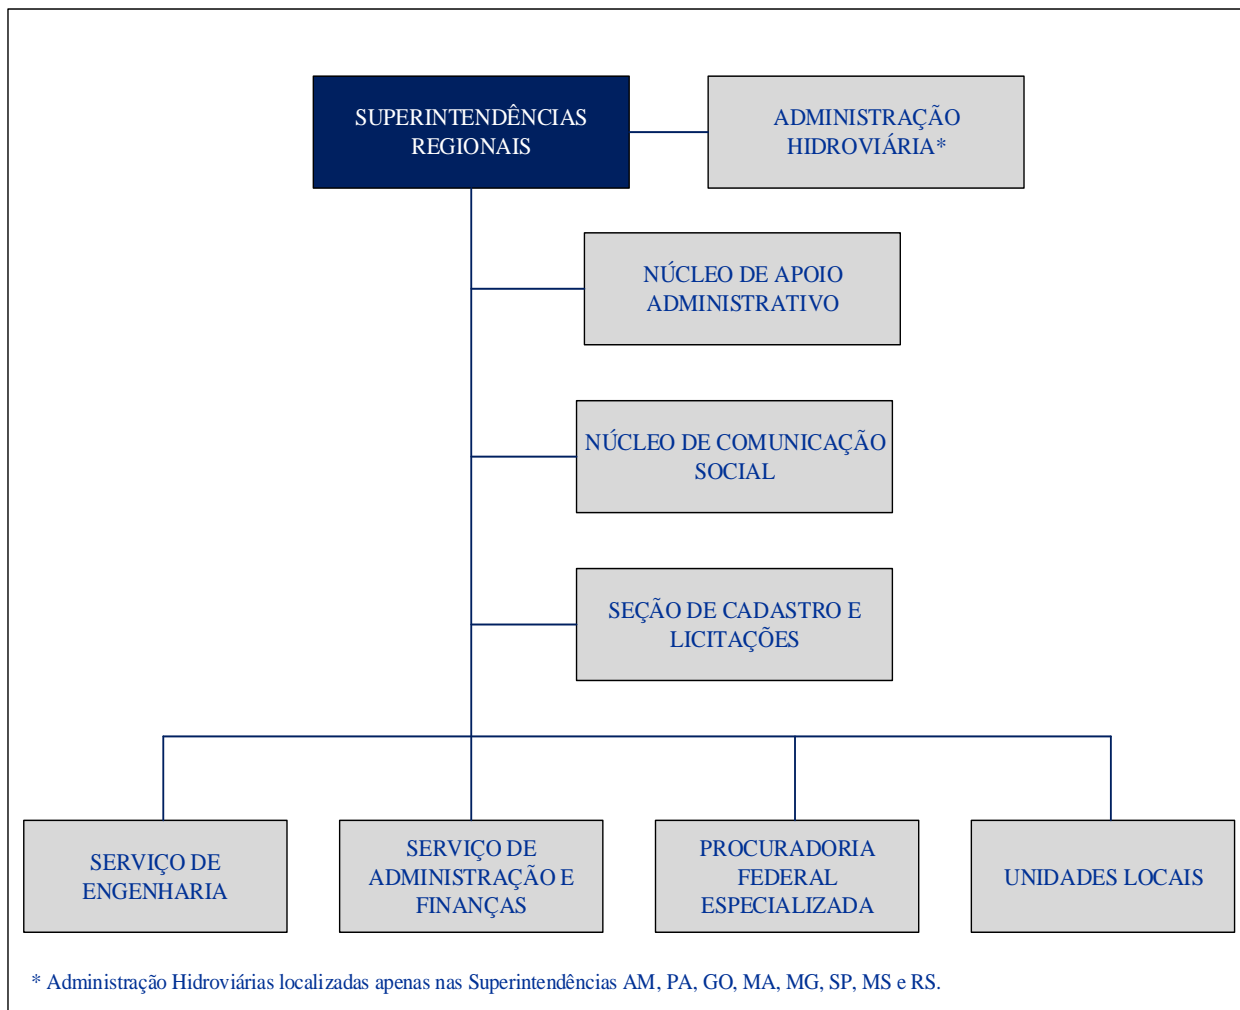 SUPERINTENDÊNCIAS
REGIONAIS
ADMINISTRAÇÃO
HIDROVIÁRIA*
NÚCLEO DE APOIO
ADMINISTRATIVO
NÚCLEO DE COMUNICAÇÃO
SOCIAL
SEÇÃO DE CADASTRO E
LICITAÇÕES
SERVIÇO DE
ENGENHARIA
SERVIÇO DE
ADMINISTRAÇÃO E
FINANÇAS
PROCURADORIA
FEDERAL
ESPECIALIZADA
UNIDADES LOCAIS
* Administração Hidroviárias localizadas apenas nas Superintendências AM, PA, GO, MA, MG, SP, MS e RS.